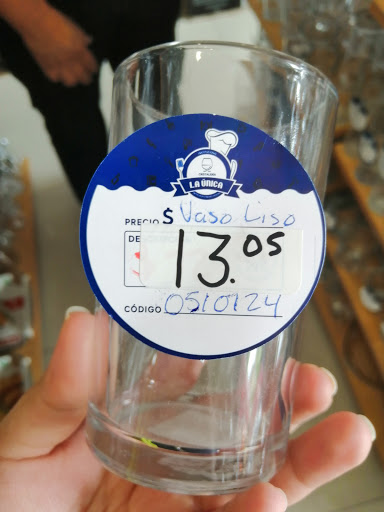 LA ÚNICA
PRECIO $ Vaso Liso
13.05
CÓDIGO 0510124